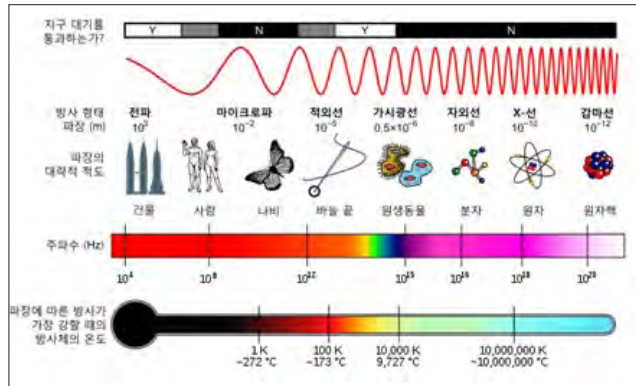 지구 대기를
통과하는가?
Y N Y N
방사 형태 전파 마이크로파 적외선 가시광선 자외선 X-선 감마선
파장 (m) 10³ 10⁻² 10⁻⁵ 0.5×10⁻⁶ 10⁻⁸ 10⁻¹⁰ 10⁻¹²
파장의
대략적 척도
건물 사람 나비 바늘 끝 원생동물 분자 원자 원자핵
주파수 (Hz)
10⁴ 10⁸ 10¹² 10¹⁵ 10¹⁶ 10¹⁸ 10²⁰
파장에 따른 방사가
가장 강할 때의
방사체의 온도
1 K 100 K 10,000 K 10,000,000 K
−272 °C −173 °C 9,727 °C ~10,000,000 °C